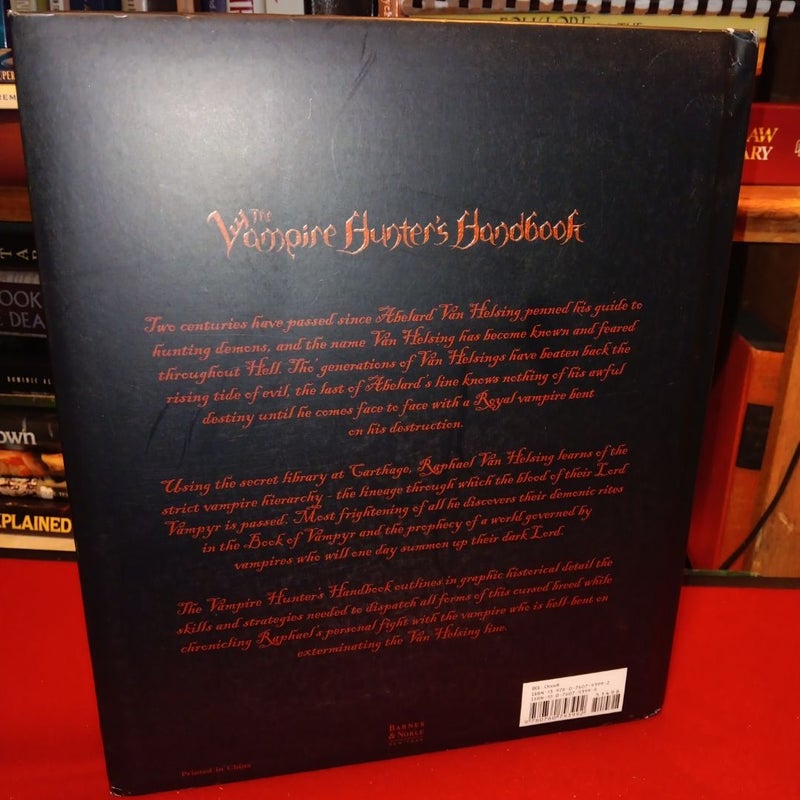 FOLKLORE
The
Vampire Hunter's Handbook
Two centuries have passed since Abelard Van Helsing penned his guide to
hunting demons, and the name Van Helsing has become known and feared
throughout Hell. Tho' generations of Van Helsings have beaten back the
rising tide of evil, the last of Abelard's line knows nothing of his awful
destiny until he comes face to face with a Royal vampire bent
on his destruction.
Using the secret library at Carthage, Raphael Van Helsing learns of the
strict vampire hierarchy - the lineage through which the blood of their Lord
Vampyr is passed. Most frightening of all he discovers their demonic rites
in the Book of Vampyr and the prophecy of a world governed by
vampires who will one day summon up their dark Lord.
The Vampire Hunter's Handbook outlines in graphic historical detail the
skills and strategies needed to dispatch all forms of this cursed breed while
chronicling Raphael's personal fight with the vampire who is hell-bent on
exterminating the Van Helsing line.
BARNES
& NOBLE
NEW YORK
Printed in China
AW
RY
OOK
DEA
own
XPLAINED